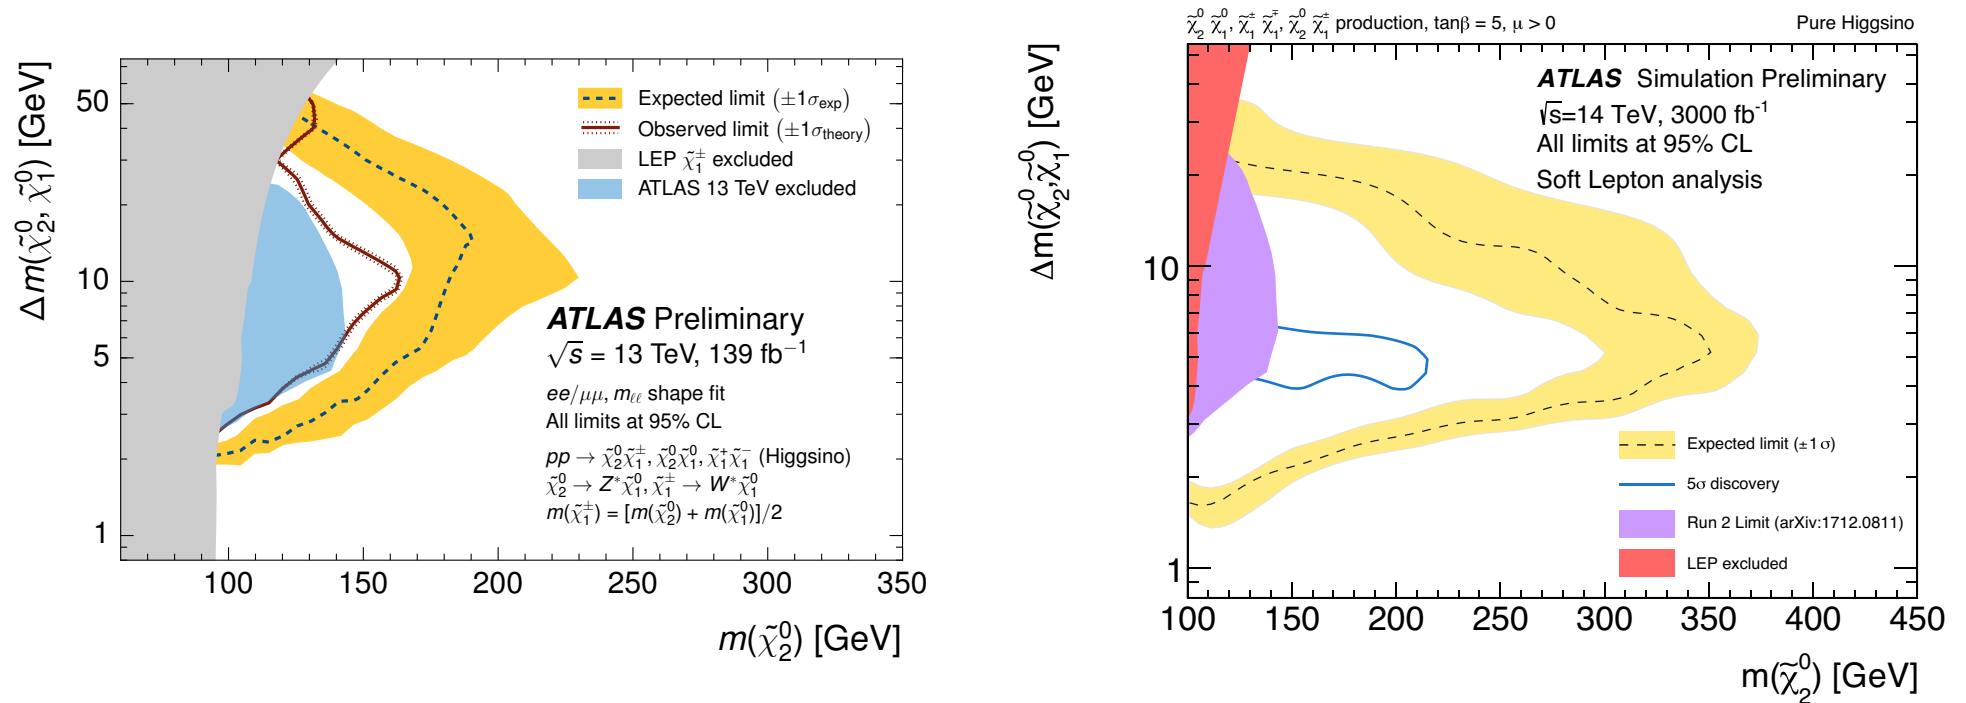 Δm(χ̃⁰₂, χ̃⁰₁) [GeV]
50
10
5
1
100 150 200 250 300 350
m(χ̃⁰₂) [GeV]
Expected limit (±1σexp)
Observed limit (±1σtheory)
LEP χ̃±₁ excluded
ATLAS 13 TeV excluded
ATLAS Preliminary
√s = 13 TeV, 139 fb⁻¹
ee/μμ, mℓℓ shape fit
All limits at 95% CL
pp → χ̃⁰₂χ̃±₁, χ̃⁰₂χ̃⁰₁, χ̃⁺₁χ̃⁻₁ (Higgsino)
χ̃⁰₂ → Z*χ̃⁰₁, χ̃±₁ → W*χ̃⁰₁
m(χ̃±₁) = [m(χ̃⁰₂) + m(χ̃⁰₁)]/2
χ̃⁰₂ χ̃⁰₁, χ̃±₁ χ̃∓₁, χ̃⁰₂ χ̃±₁ production, tanβ = 5, μ > 0 Pure Higgsino
Δm(χ̃⁰₂,χ̃⁰₁) [GeV]
10
1
100 150 200 250 300 350 400 450
m(χ̃⁰₂) [GeV]
ATLAS Simulation Preliminary
√s=14 TeV, 3000 fb⁻¹
All limits at 95% CL
Soft Lepton analysis
Expected limit (±1 σ)
5σ discovery
Run 2 Limit (arXiv:1712.0811)
LEP excluded